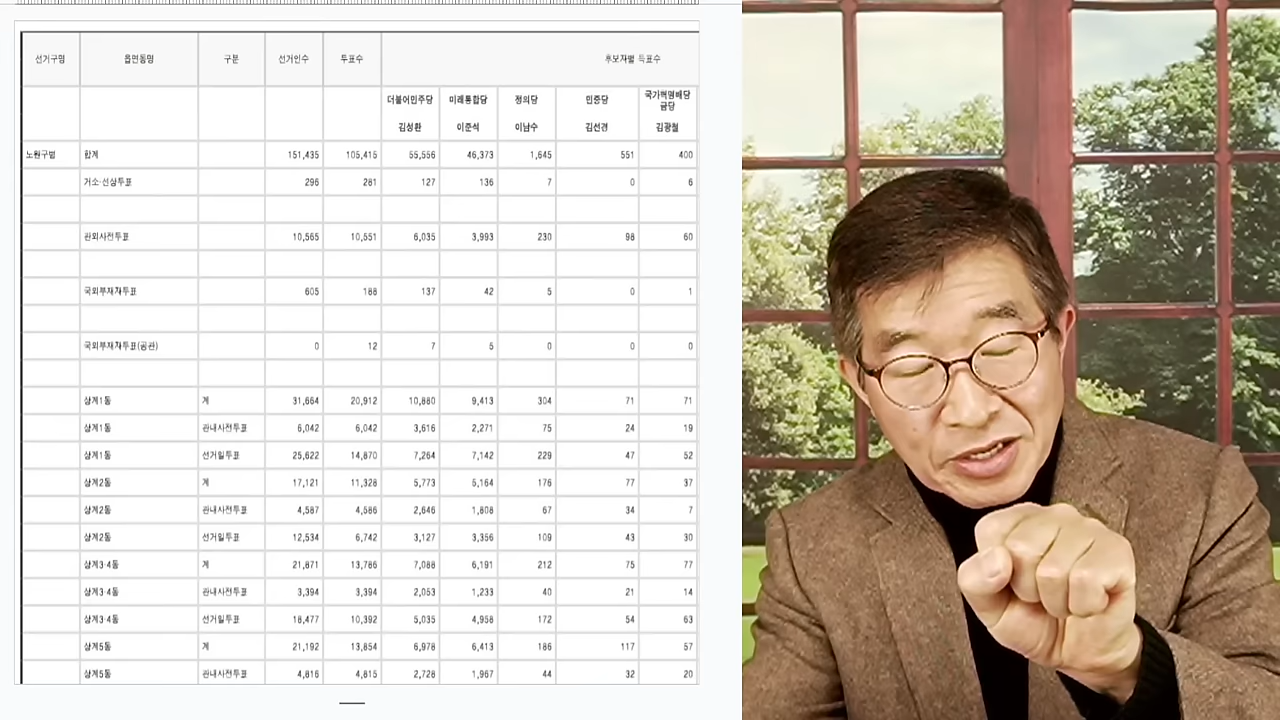 선거구명 읍면동명 구분 선거인수 투표수 후보자별 득표수
더불어민주당 미래통합당 정의당 민중당 국가혁명배당
금당
김성환 이준석 이남수 김선경 김광철
노원구병 합계 151,435 105,415 55,556 46,373 1,645 551 400
거소·선상투표 296 281 127 136 7 0 6
관외사전투표 10,565 10,551 6,035 3,993 230 98 60
국외부재자투표 605 188 137 42 5 0 1
국외부재자투표(공관) 0 12 7 5 0 0 0
상계1동 계 31,664 20,912 10,880 9,413 304 71 71
상계1동 관내사전투표 6,042 6,042 3,616 2,271 75 24 19
상계1동 선거일투표 25,622 14,870 7,264 7,142 229 47 52
상계2동 계 17,121 11,328 5,773 5,164 176 77 37
상계2동 관내사전투표 4,587 4,586 2,646 1,808 67 34 7
상계2동 선거일투표 12,534 6,742 3,127 3,356 109 43 30
상계3·4동 계 21,871 13,786 7,088 6,191 212 75 77
상계3·4동 관내사전투표 3,394 3,394 2,053 1,233 40 21 14
상계3·4동 선거일투표 18,477 10,392 5,035 4,958 172 54 63
상계5동 계 21,192 13,854 6,978 6,413 186 117 57
상계5동 관내사전투표 4,816 4,815 2,728 1,967 44 32 20